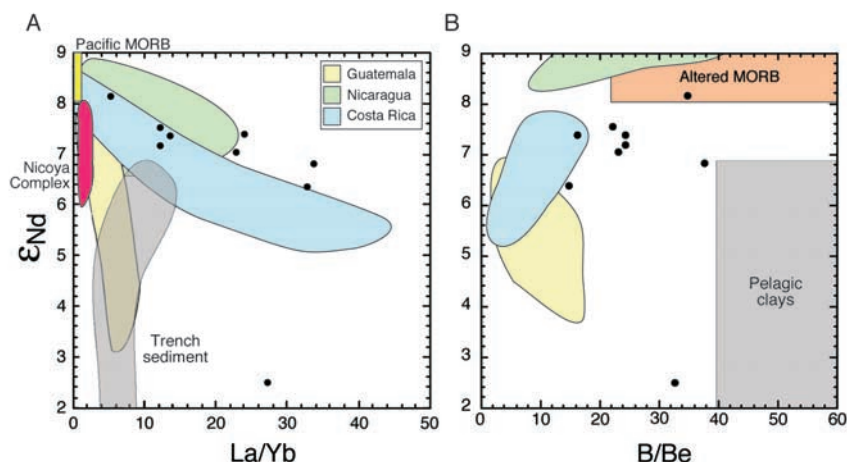 A
B
Pacific MORB
9
8
7
6
5
4
3
2
εNd
Guatemala
Nicaragua
Costa Rica
Nicoya
Complex
Trench
sediment
0
10
20
30
40
50
La/Yb
9
8
7
6
5
4
3
2
Altered MORB
Pelagic
clays
0
10
20
30
40
50
60
B/Be